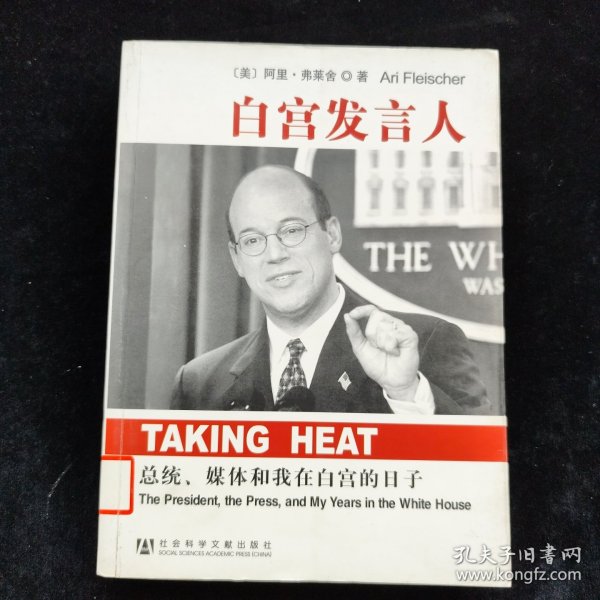 〔美〕阿里·弗莱舍◎著 Ari Fleischer
白宫发言人
THE WH
WAS
TAKING HEAT
总统、媒体和我在白宫的日子
The President, the Press, and My Years in the White House
社会科学文献出版社
SOCIAL SCIENCES ACADEMIC PRESS (CHINA)
孔夫子旧书网
www.kongfz.com